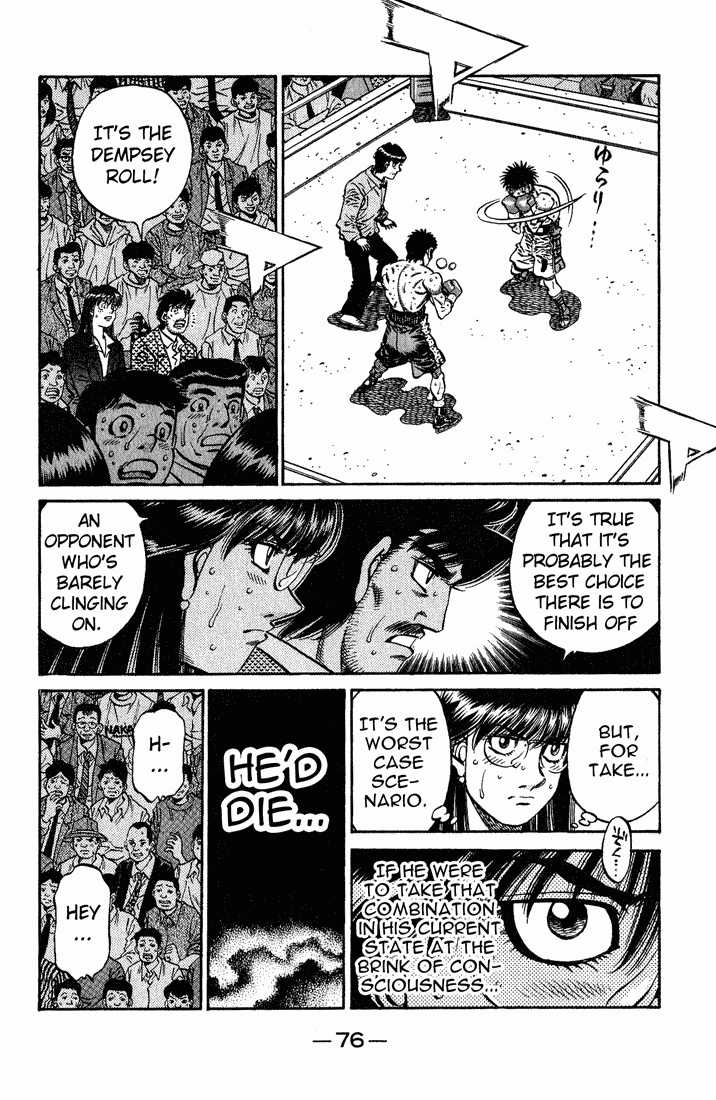 ゆらり…
IT'S THE
DEMPSEY
ROLL!
IT'S TRUE
THAT IT'S
PROBABLY THE
BEST CHOICE
THERE IS TO
FINISH OFF
AN
OPPONENT
WHO'S
BARELY
CLINGING
ON.
BUT,
FOR
TAKE...
IT'S THE
WORST
CASE
SCE-
NARIO.
IF HE WERE
TO TAKE THAT
COMBINATION
IN HIS CURRENT
STATE AT THE
BRINK OF CON-
SCIOUSNESS...
HE'D
DIE...
NAKA
H-
...
HEY
...
—76—